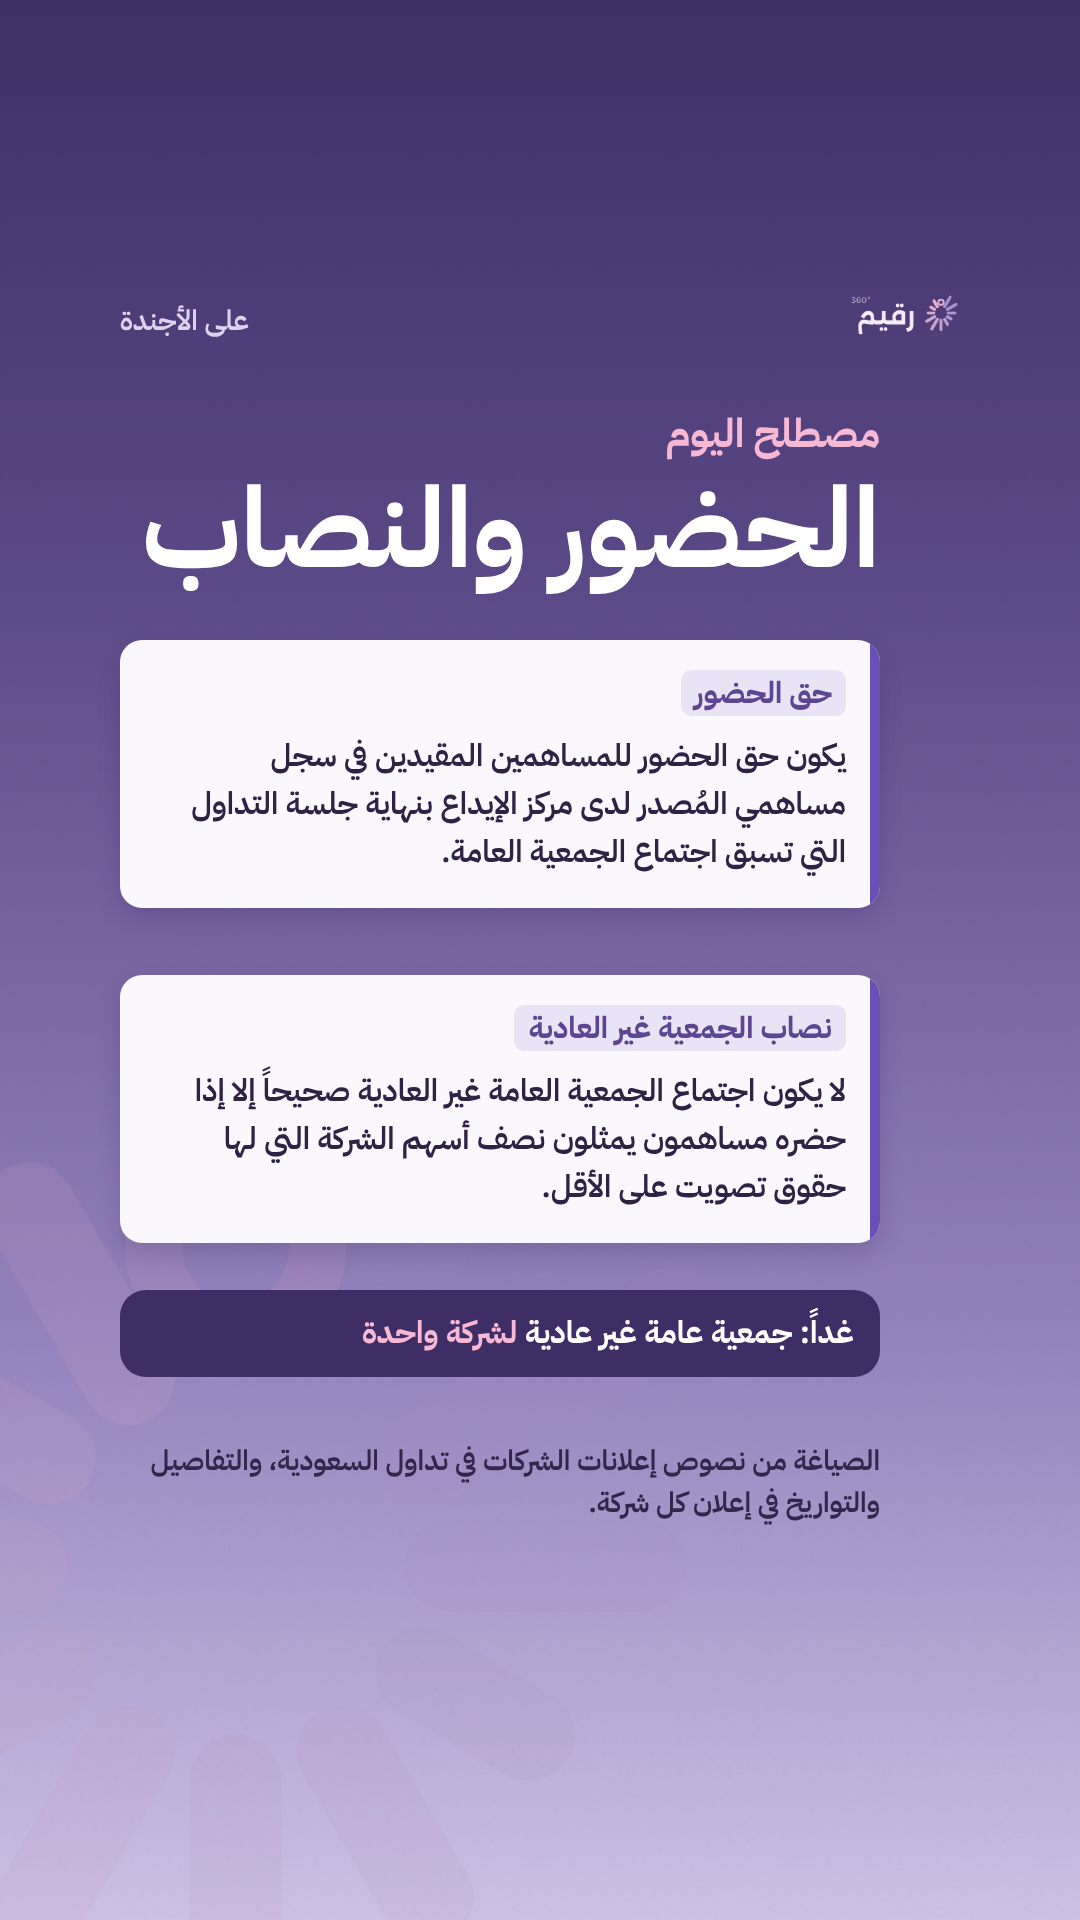 رقيم
360°
على الأجندة
مصطلح اليوم
الحضور والنصاب
حق الحضور
يكون حق الحضور للمساهمين المقيدين في سجل
مساهمي المُصدر لدى مركز الإيداع بنهاية جلسة التداول
التي تسبق اجتماع الجمعية العامة.
نصاب الجمعية غير العادية
لا يكون اجتماع الجمعية العامة غير العادية صحيحاً إلا إذا
حضره مساهمون يمثلون نصف أسهم الشركة التي لها
حقوق تصويت على الأقل.
غداً: جمعية عامة غير عادية لشركة واحدة
الصياغة من نصوص إعلانات الشركات في تداول السعودية، والتفاصيل
والتواريخ في إعلان كل شركة.